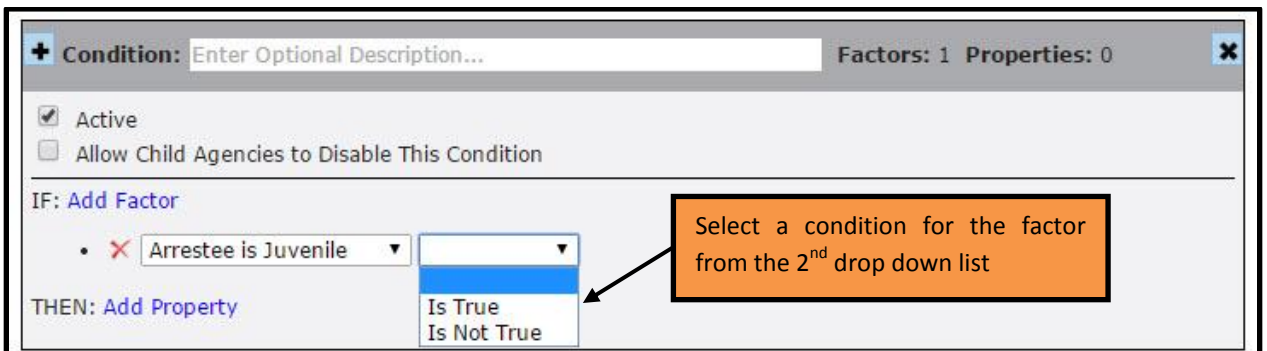 Condition: Enter Optional Description... Factors: 1 Properties: 0
Active
Allow Child Agencies to Disable This Condition
IF: Add Factor
• Arrestee is Juvenile
Is True
Is Not True
THEN: Add Property
Select a condition for the factor
from the 2nd drop down list